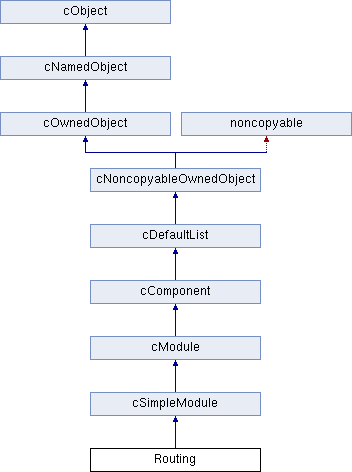 cObject
cNamedObject
cOwnedObject
noncopyable
cNoncopyableOwnedObject
cDefaultList
cComponent
cModule
cSimpleModule
Routing